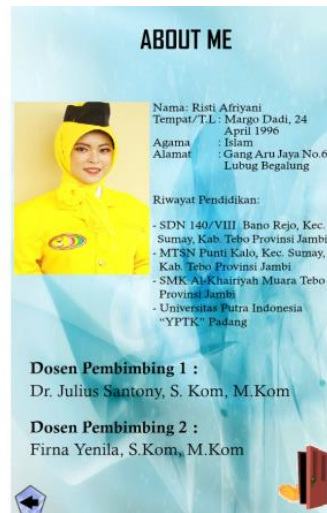 ABOUT ME
Nama: Risti Afriyani
Tempat/T.L : Margo Dadi, 24
April 1996
Agama : Islam
Alamat : Gang Aru Jaya No.6
Lubug Begalung
Riwayat Pendidikan:
- SDN 140/VIII Bano Rejo, Kec.
Sumay, Kab. Tebo Provinsi Jambi
- MTSN Punti Kalo, Kec. Sumay,
Kab. Tebo Provinsi Jambi
- SMK Al-Khairiyah Muara Tebo
Provinsi Jambi
- Universitas Putra Indonesia
“YPTK” Padang
Dosen Pembimbing 1 :
Dr. Julius Santony, S. Kom, M.Kom
Dosen Pembimbing 2 :
Firna Yenila, S.Kom, M.Kom